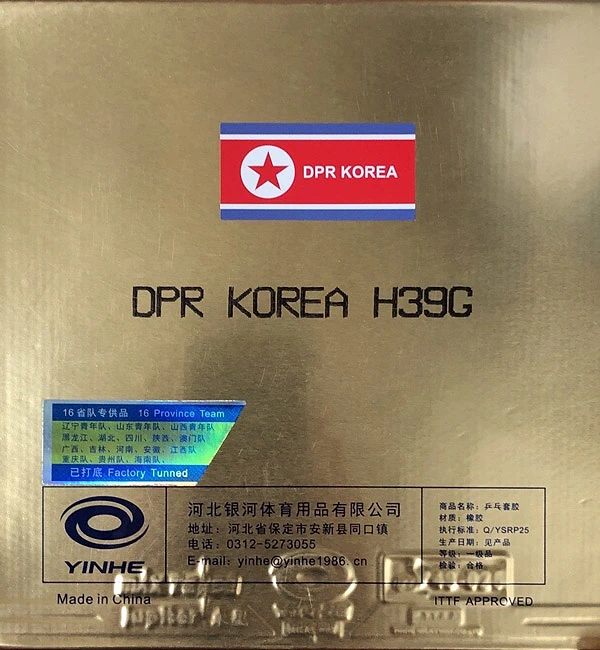 DPR KOREA
DPR KOREA H39G
16省队专供品 16 Province Team
辽宁青年队、山东青年队、山西青年队
黑龙江、湖北、四川、陕西、澳门队
广西、吉林、河南、安徽、江西队
重庆队、贵州队、海南队、
已打底 Factory Tunned
YINHE
河北银河体育用品有限公司
地址：河北省保定市安新县同口镇
电话：0312-5273055
E-mail：yinhe@yinhe1986.cn
商品名称：乒乓套胶
材质：橡胶
执行标准：Q/YSRP25
生产日期：见产品
等级：一级品
检验：合格
Made in China
ITTF APPROVED
Jupiter